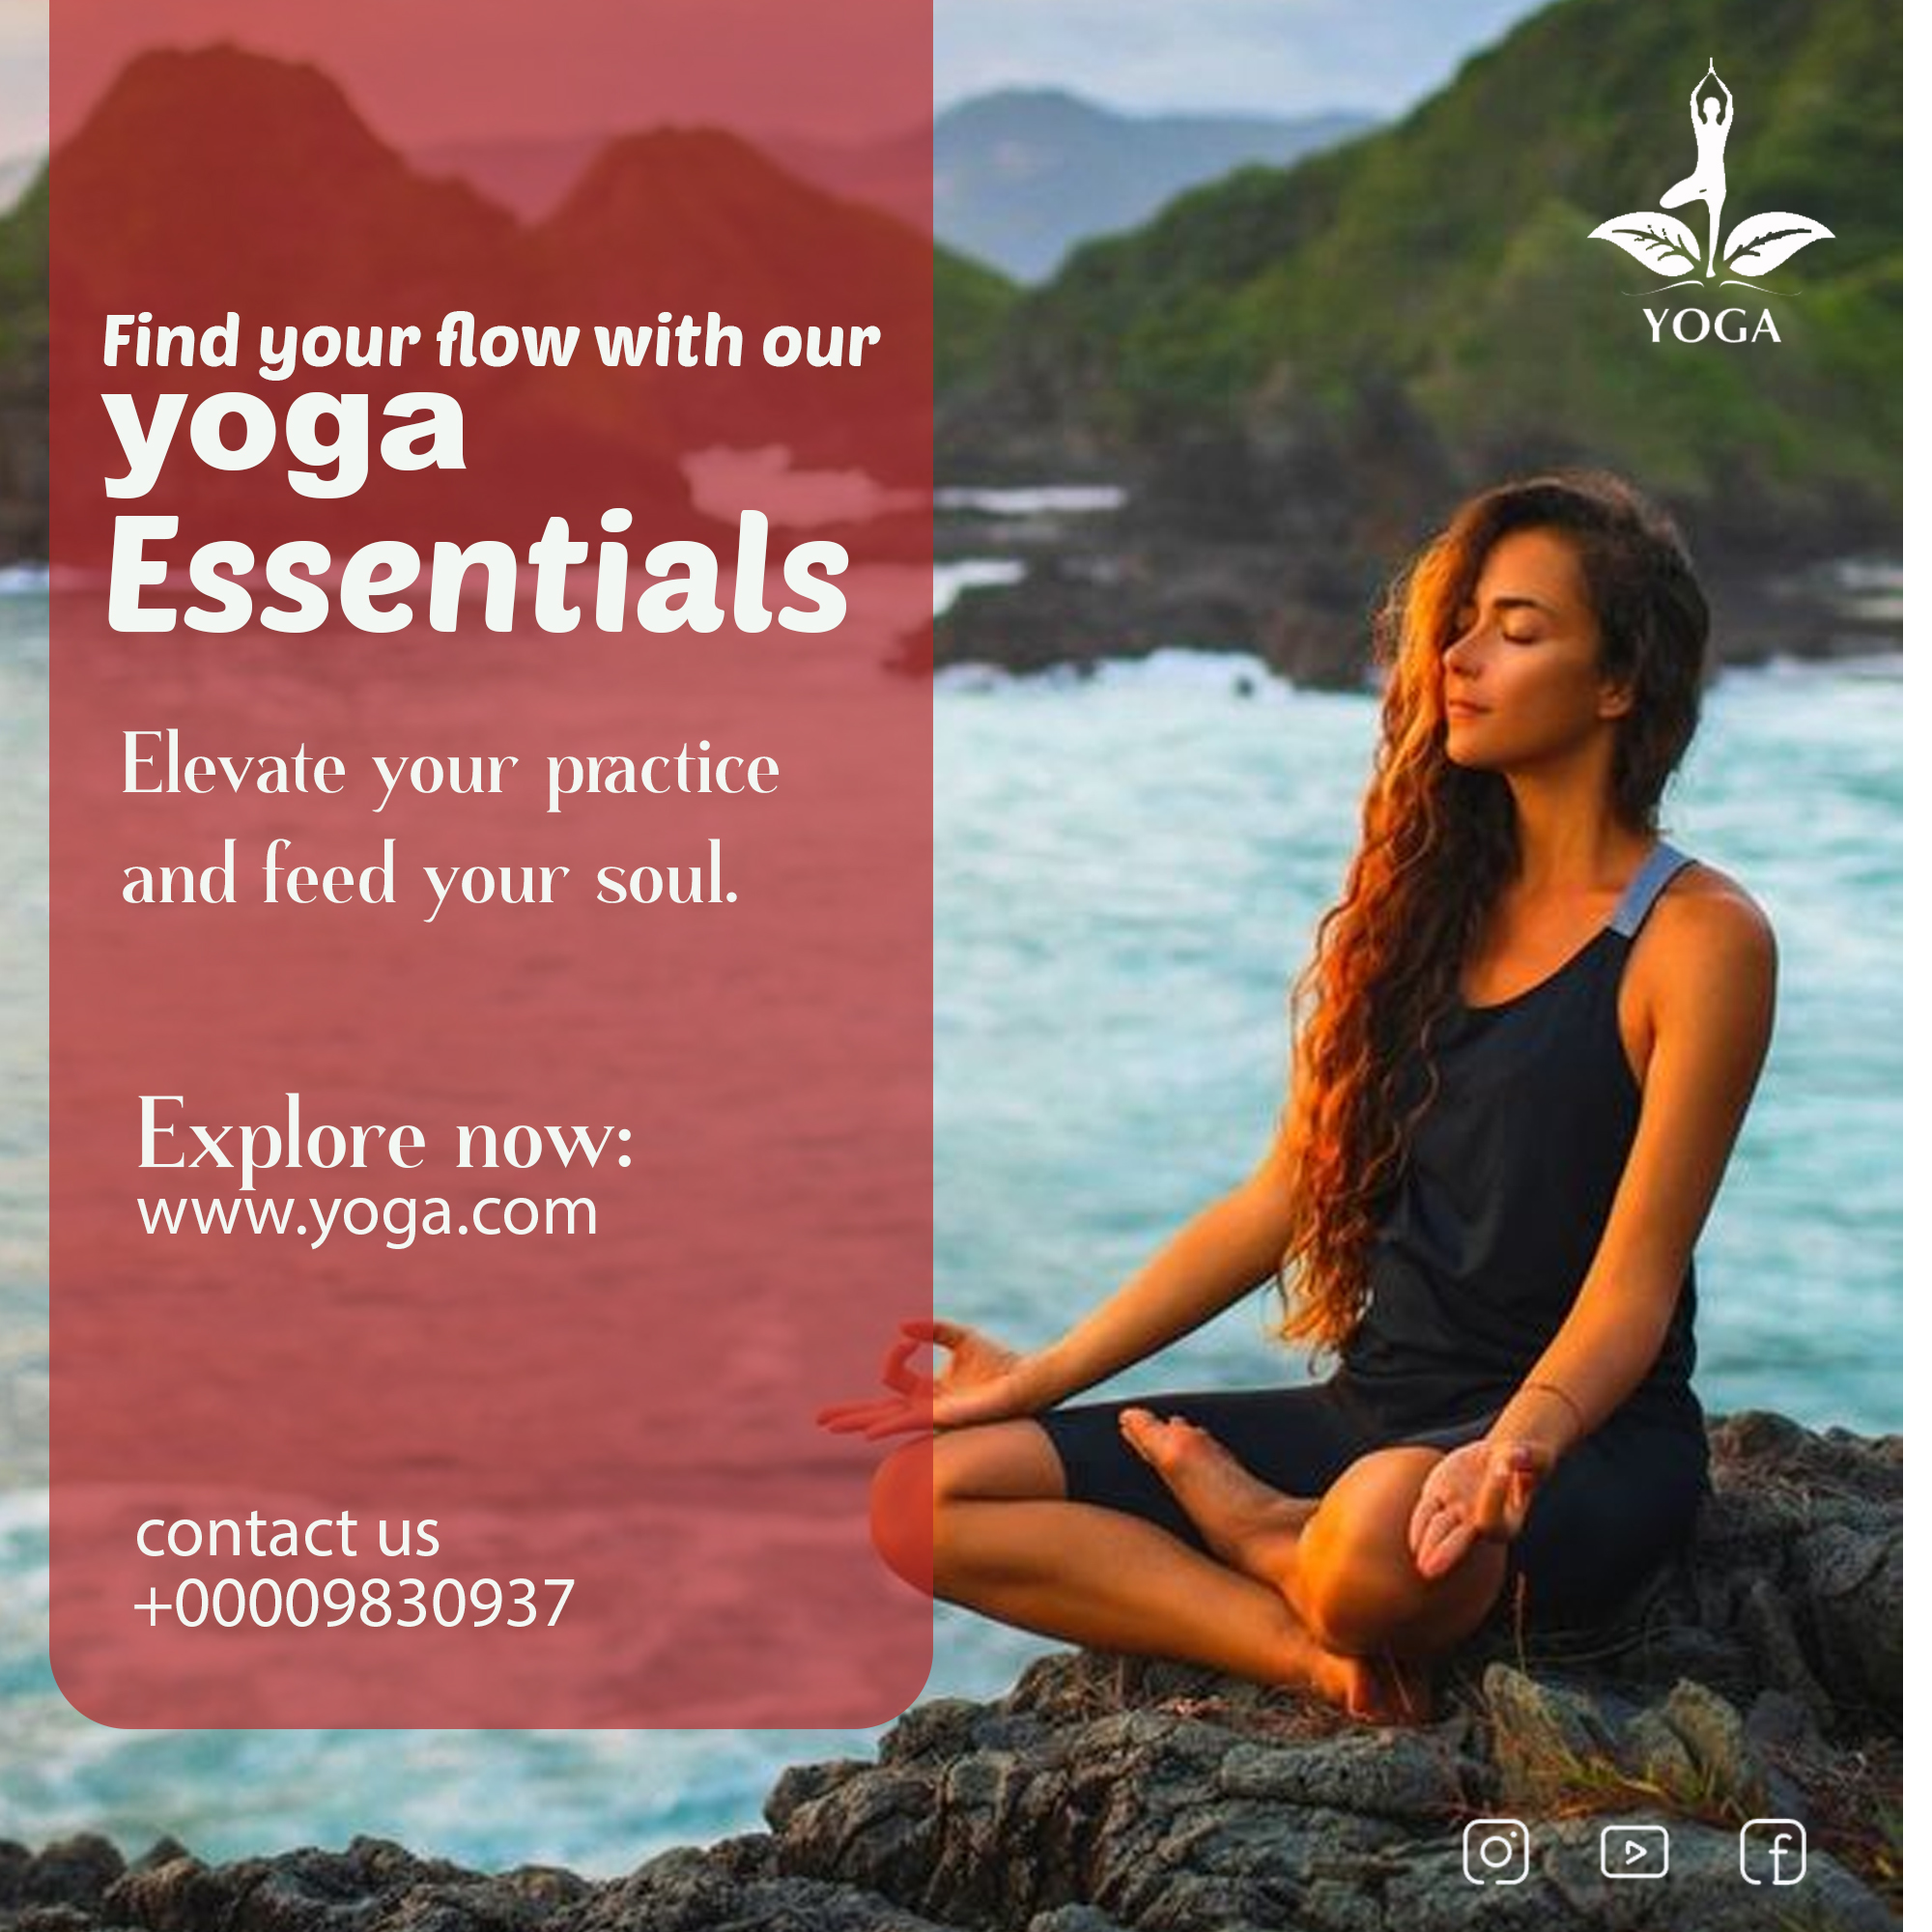 Find your flow with our
yoga
Essentials
Elevate your practice
and feed your soul.
Explore now:
www.yoga.com
contact us
+00009830937
YOGA